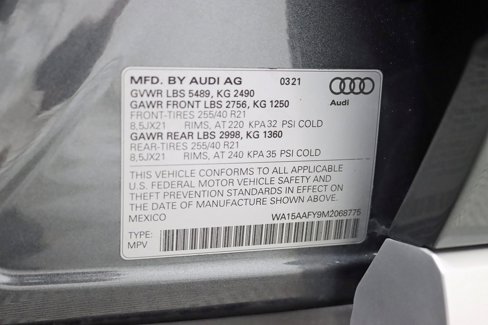 MFD. BY AUDI AG 03 21
GVWR LBS 5489, KG 2490
GAWR FRONT LBS 2756, KG 1250
FRONT-TIRES 255/40 R21
8,5JX21 RIMS, AT 220 KPA 32 PSI COLD
GAWR REAR LBS 2998, KG 1360
REAR-TIRES 255/40 R21
8,5JX21 RIMS, AT 240 KPA 35 PSI COLD
THIS VEHICLE CONFORMS TO ALL APPLICABLE
U.S. FEDERAL MOTOR VEHICLE SAFETY AND
THEFT PREVENTION STANDARDS IN EFFECT ON
THE DATE OF MANUFACTURE SHOWN ABOVE.
MEXICO WA15AAFY9M2068775
TYPE:
MPV
Audi